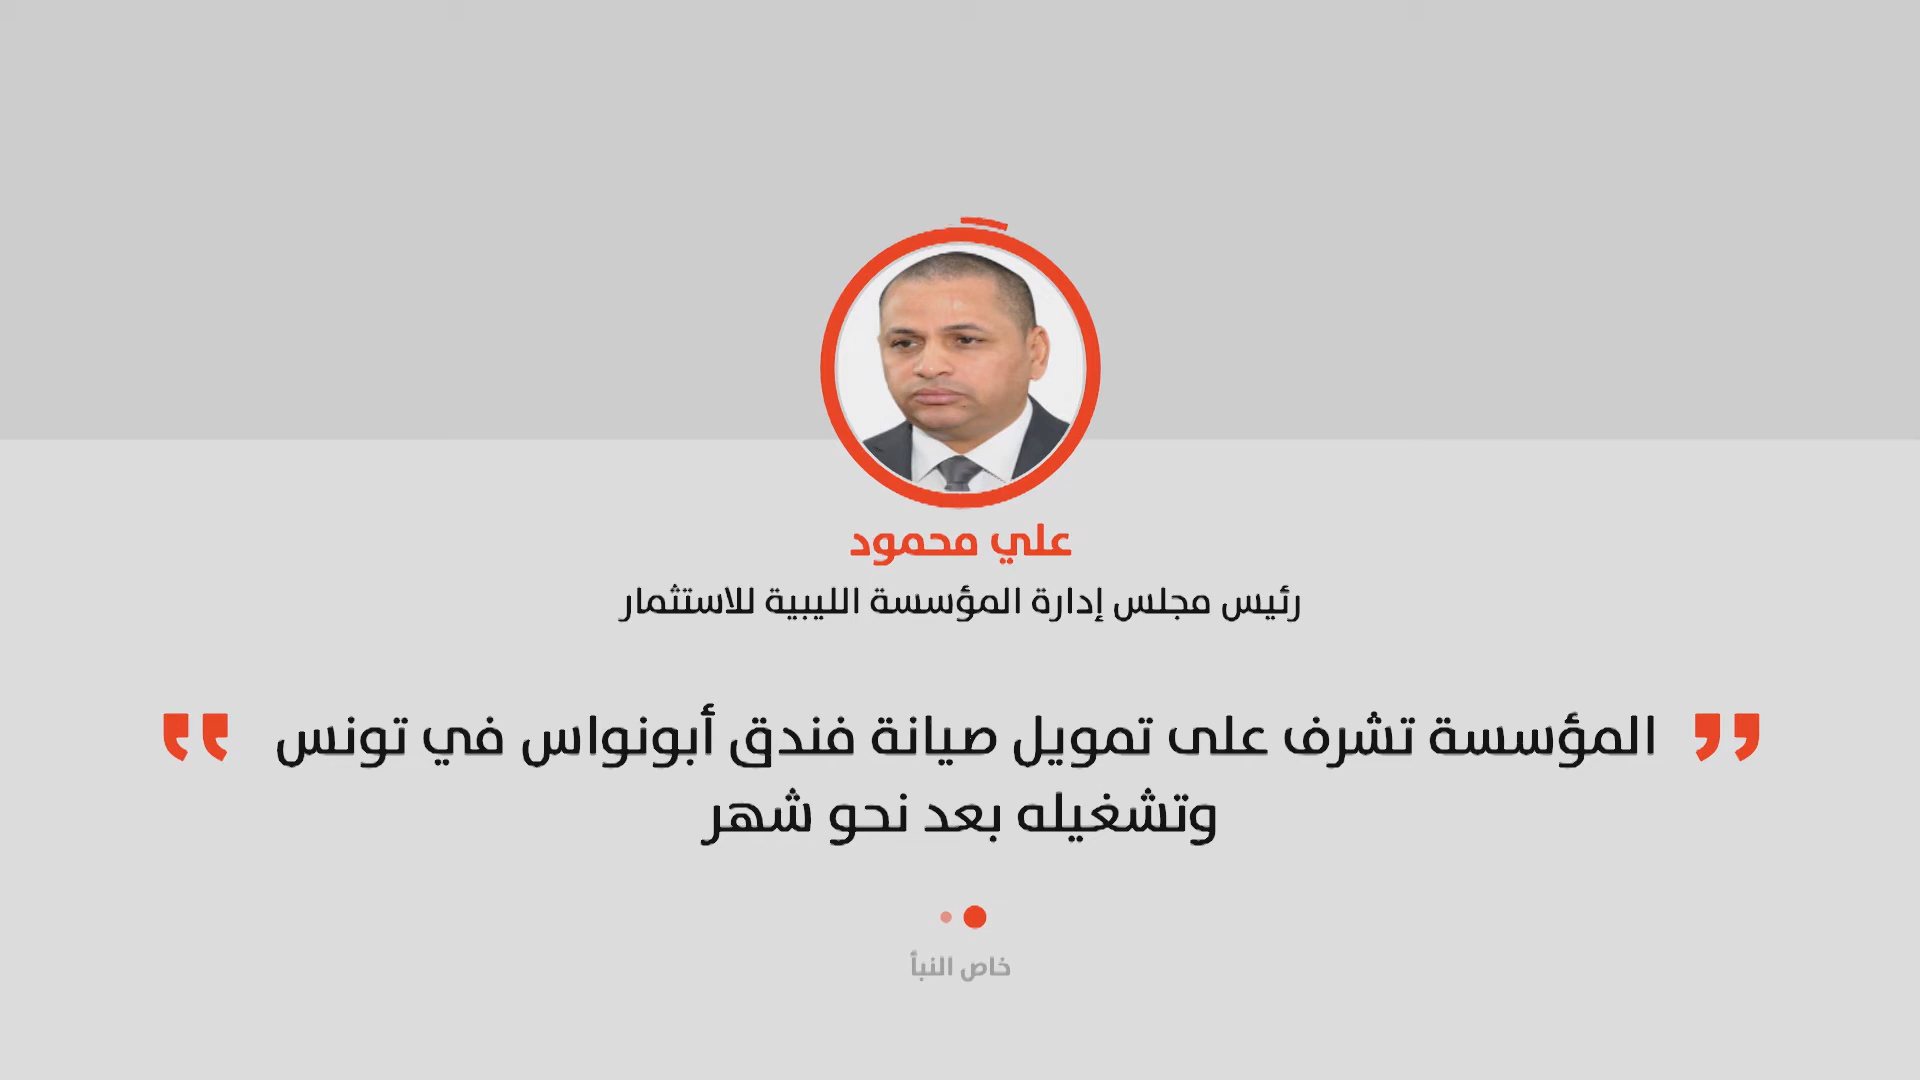 علي محمود
رئيس مجلس إدارة المؤسسة الليبية للاستثمار
" المؤسسة تشرف على تمويل صيانة فندق أبونواس في تونس "
وتشغيله بعد نحو شهر
خاص النبأ